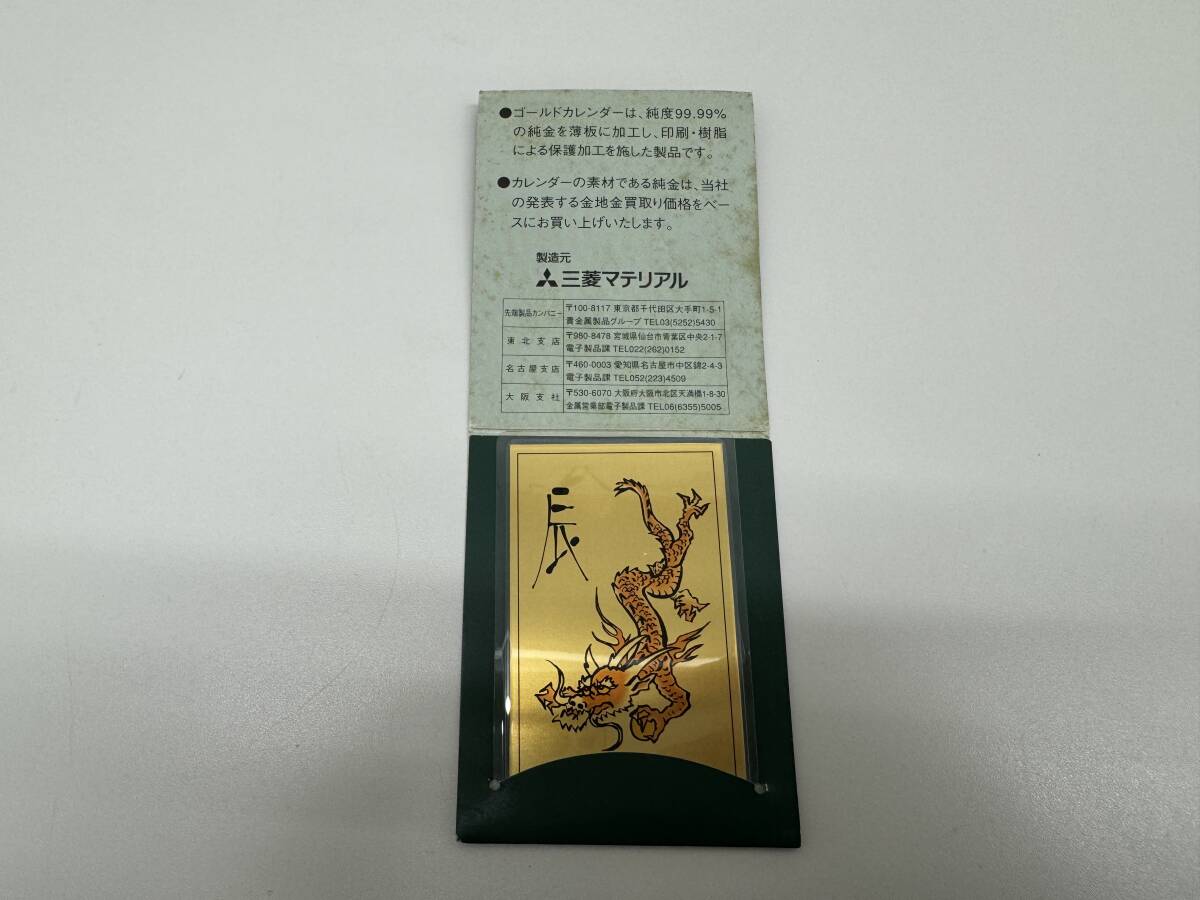 ●ゴールドカレンダーは、純度99.99%
の純金を薄板に加工し、印刷・樹脂
による保護加工を施した製品です。
●カレンダーの素材である純金は、当社
の発表する金地金買取り価格をベー
スにお買い上げいたします。
製造元
三菱マテリアル
先端製品カンパニー 〒100-8117 東京都千代田区大手町1-5-1
貴金属製品グループ TEL03(5252)5430
東北支店 〒980-8478 宮城県仙台市青葉区中央2-1-7
電子製品課 TEL022(262)0152
名古屋支店 〒460-0003 愛知県名古屋市中区錦2-4-3
電子製品課 TEL052(223)4509
大阪支社 〒530-6070 大阪府大阪市北区天満橋1-8-30
金属営業部電子製品課 TEL06(6355)5005
辰